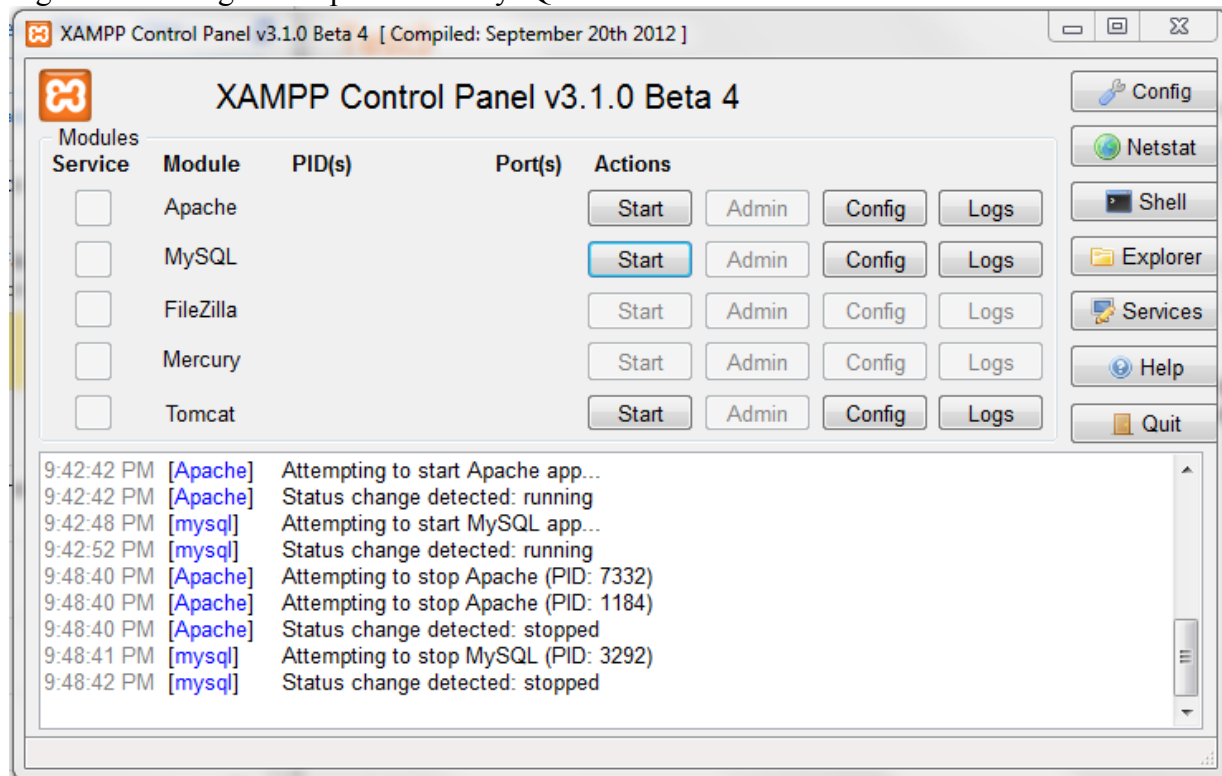 XAMPP Control Panel v3.1.0 Beta 4 [ Compiled: September 20th 2012 ]
XAMPP Control Panel v3.1.0 Beta 4
Config
Modules
Netstat
Service Module PID(s) Port(s) Actions
Apache Start Admin Config Logs
Shell
MySQL Start Admin Config Logs
Explorer
FileZilla Start Admin Config Logs
Services
Mercury Start Admin Config Logs
Help
Tomcat Start Admin Config Logs
Quit
9:42:42 PM [Apache] Attempting to start Apache app...
9:42:42 PM [Apache] Status change detected: running
9:42:48 PM [mysql] Attempting to start MySQL app...
9:42:52 PM [mysql] Status change detected: running
9:48:40 PM [Apache] Attempting to stop Apache (PID: 7332)
9:48:40 PM [Apache] Attempting to stop Apache (PID: 1184)
9:48:40 PM [Apache] Status change detected: stopped
9:48:41 PM [mysql] Attempting to stop MySQL (PID: 3292)
9:48:42 PM [mysql] Status change detected: stopped